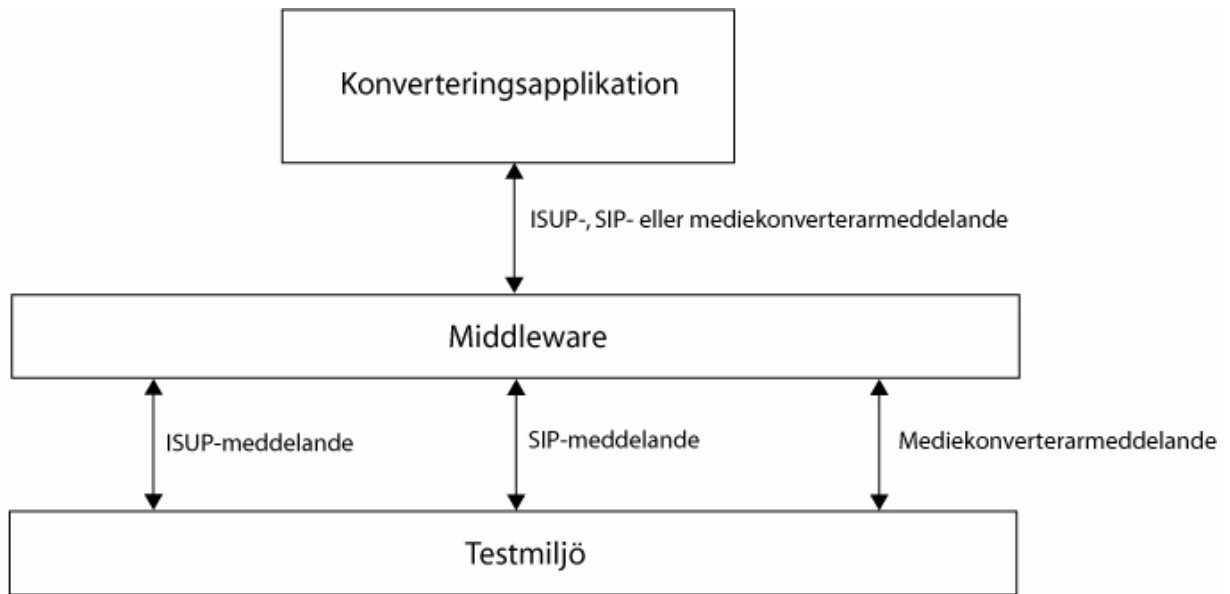 Konverteringsapplikation
ISUP-, SIP- eller mediekonverterarmeddelande
Middleware
ISUP-meddelande
SIP-meddelande
Mediekonverterarmeddelande
Testmiljö